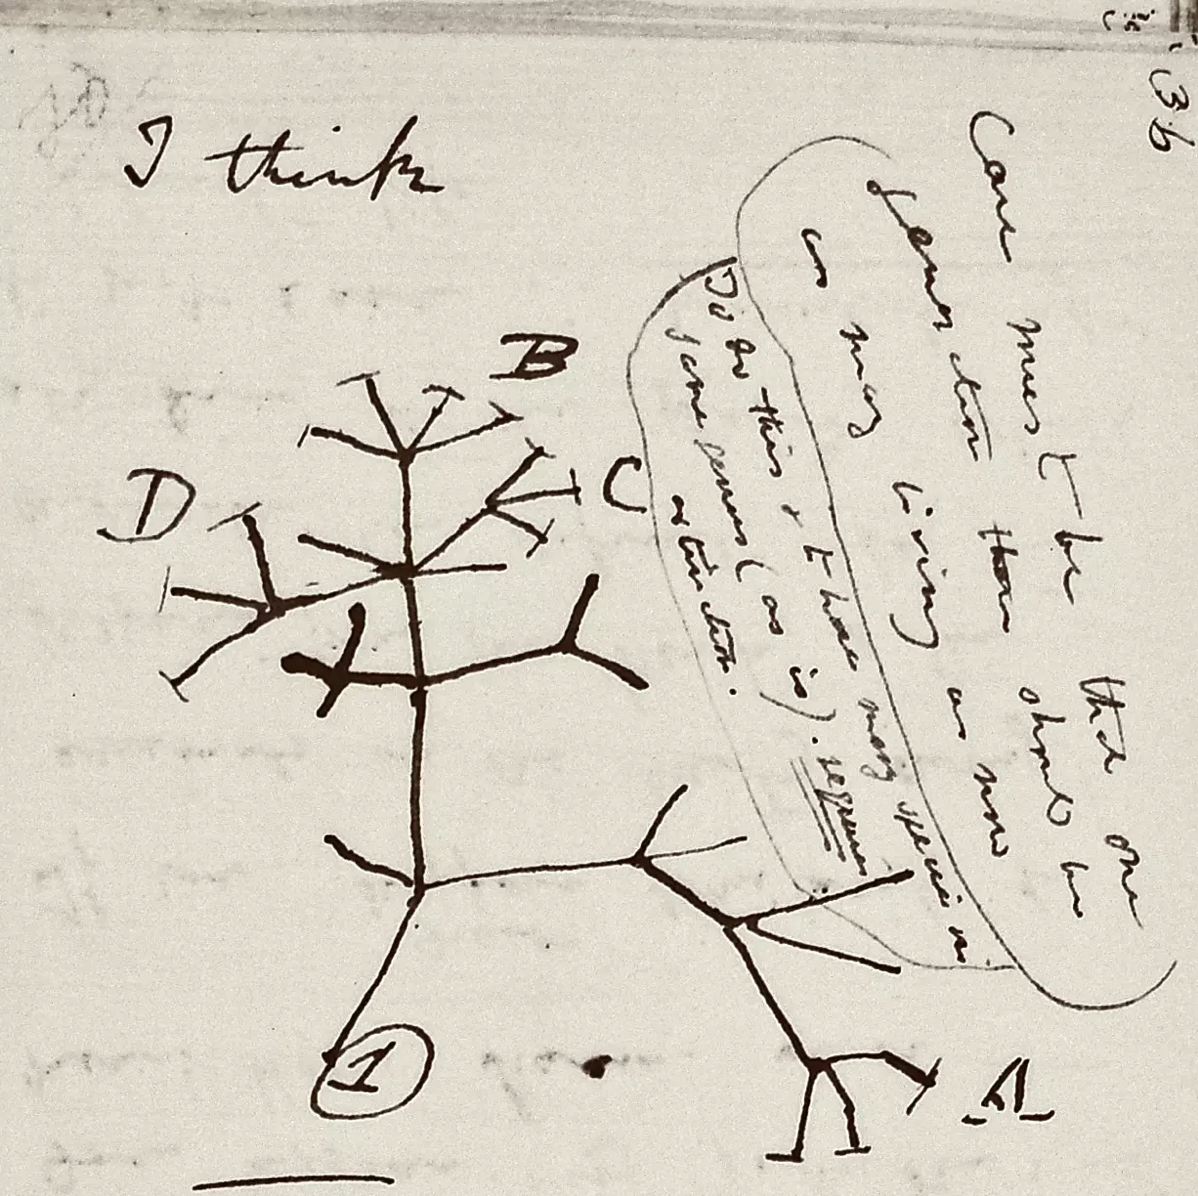 36
I think
Case must be that one
generation then should be
as many living as now
To do this & to have many species in
same genus (as is). requires
extinction.
B
D
C
A
1